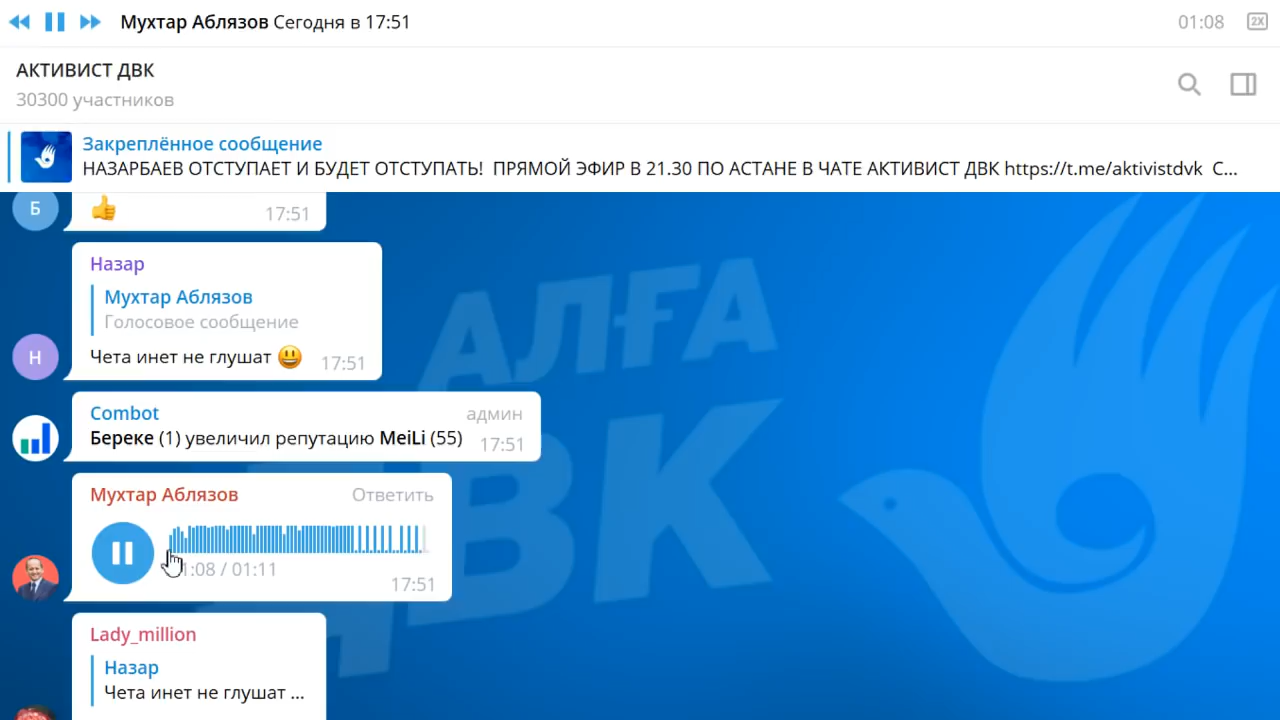 Мухтар Аблязов Сегодня в 17:51
01:08
2X
АКТИВИСТ ДВК
30300 участников
Закреплённое сообщение
НАЗАРБАЕВ ОТСТУПАЕТ И БУДЕТ ОТСТУПАТЬ! ПРЯМОЙ ЭФИР В 21.30 ПО АСТАНЕ В ЧАТЕ АКТИВИСТ ДВК https://t.me/aktivistdvk С...
Б
👍 17:51
Назар
Мухтар Аблязов
Голосовое сообщение
Н
Чета инет не глушат 😃 17:51
Combot админ
Береке (1) увеличил репутацию MeiLi (55) 17:51
Мухтар Аблязов Ответить
1:08 / 01:11
17:51
Lady_million
Назар
Чета инет не глушат ...
АЛҒА
ДВК